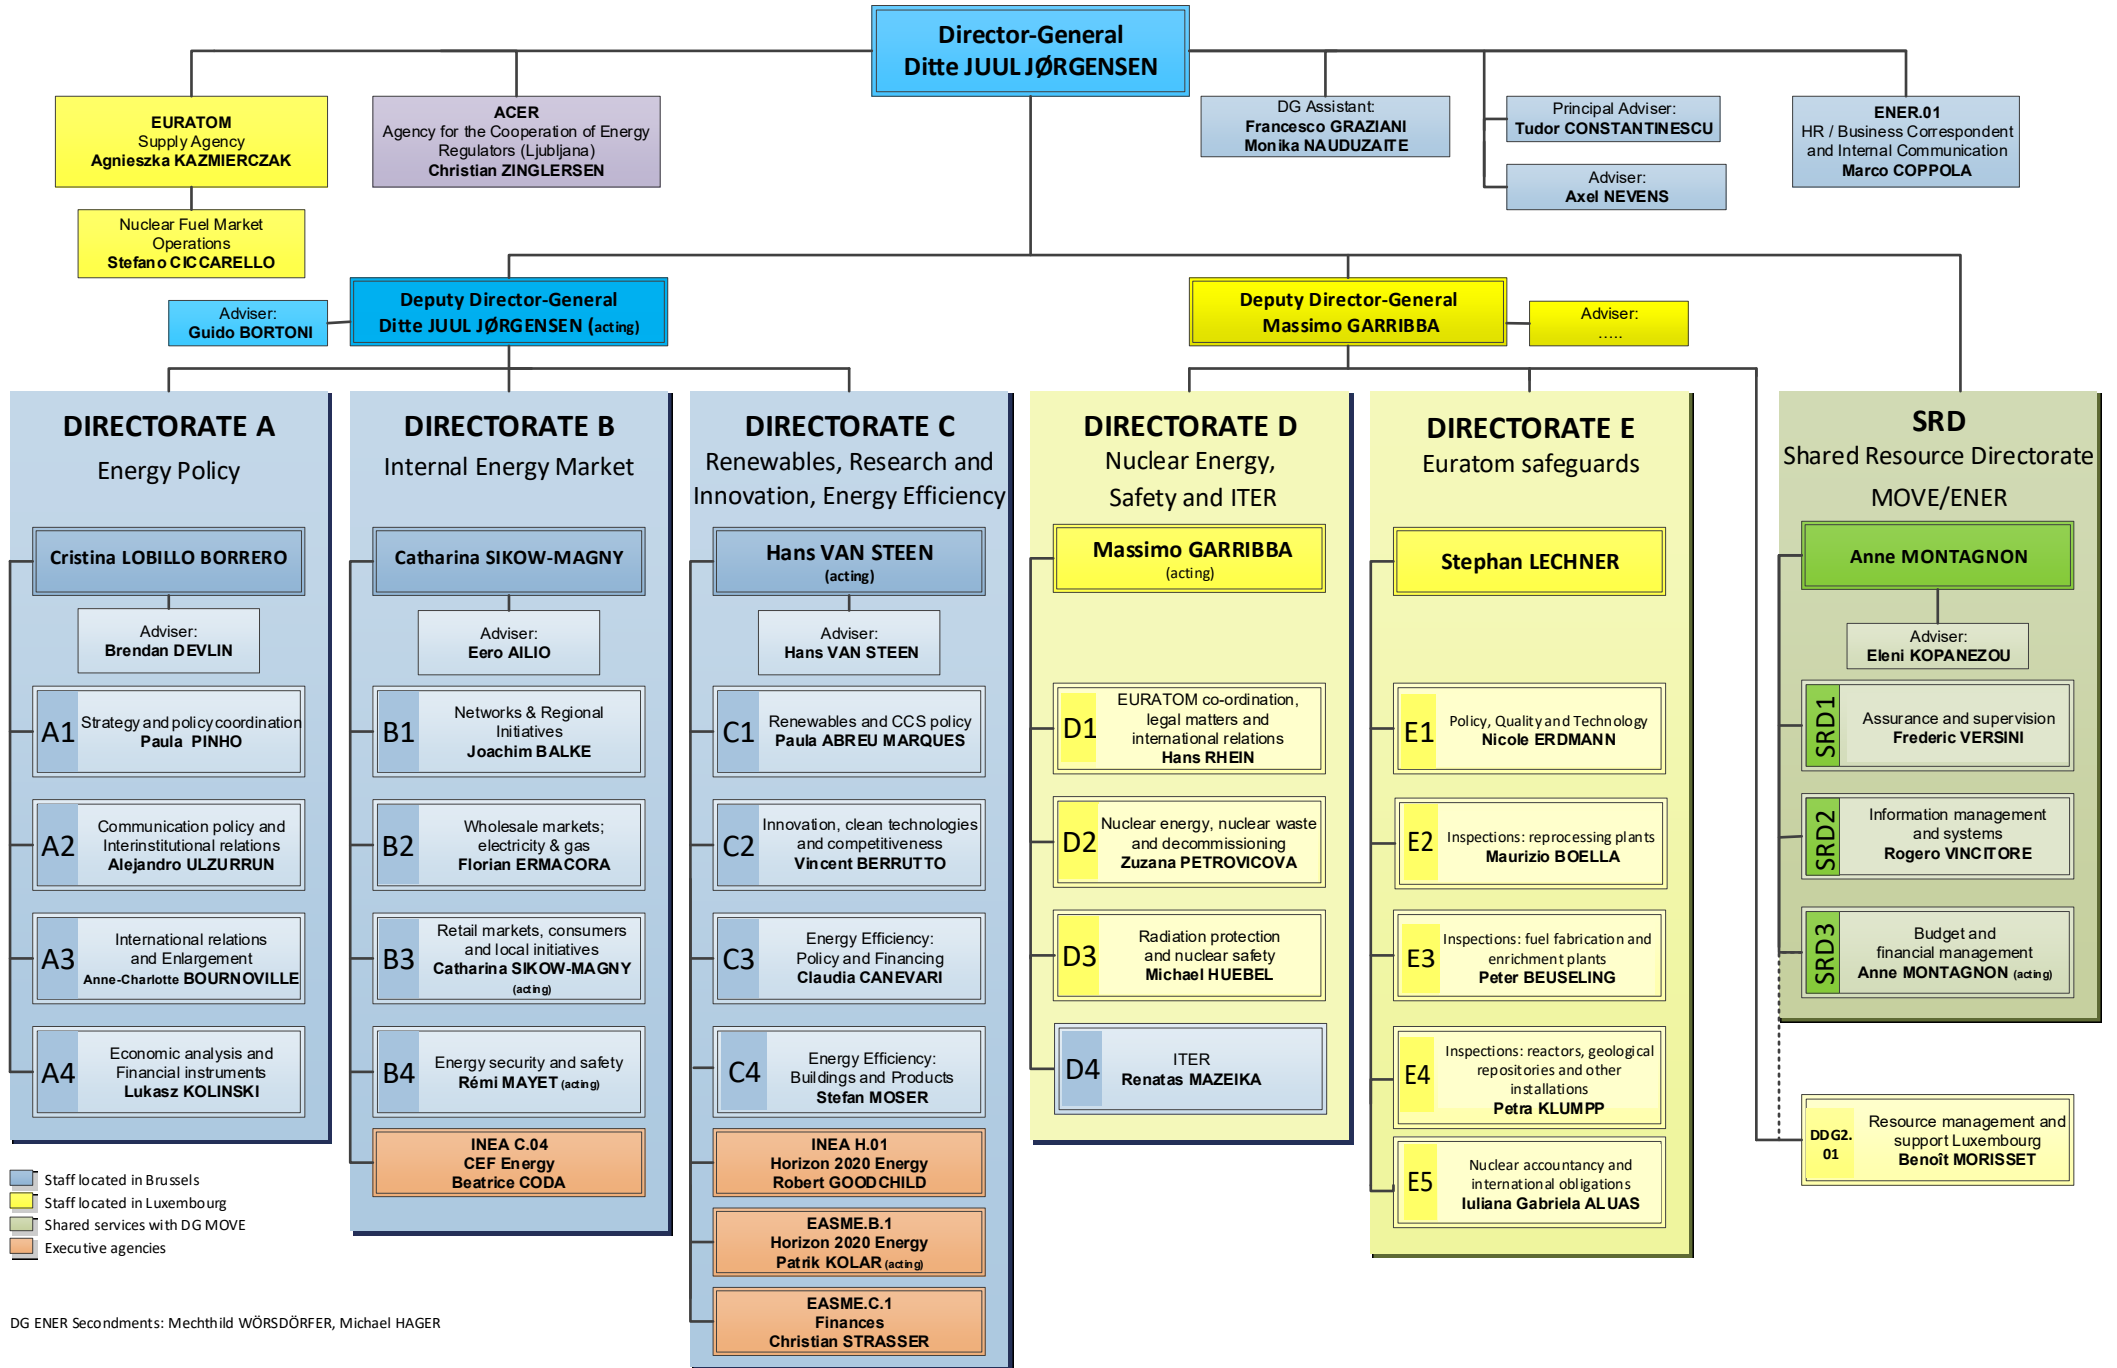 Director-General
Ditte JUUL JØRGENSEN
EURATOM
Supply Agency
Agnieszka KAZMIERCZAK
ACER
Agency for the Cooperation of Energy
Regulators (Ljubljana)
Christian ZINGLERSEN
DG Assistant:
Francesco GRAZIANI
Monika NAUDUZAITE
Principal Adviser:
Tudor CONSTANTINESCU
Adviser:
Axel NEVENS
ENER.01
HR / Business Correspondent
and Internal Communication
Marco COPPOLA
Nuclear Fuel Market
Operations
Stefano CICCARELLO
Adviser:
Guido BORTONI
Deputy Director-General
Ditte JUUL JØRGENSEN (acting)
Deputy Director-General
Massimo GARRIBBA
Adviser:
.....
DIRECTORATE A
Energy Policy
Cristina LOBILLO BORRERO
Adviser:
Brendan DEVLIN
A1
Strategy and policy coordination
Paula PINHO
A2
Communication policy and
Interinstitutional relations
Alejandro ULZURRUN
A3
International relations
and Enlargement
Anne-Charlotte BOURNOVILLE
A4
Economic analysis and
Financial instruments
Lukasz KOLINSKI
DIRECTORATE B
Internal Energy Market
Catharina SIKOW-MAGNY
Adviser:
Eero AILIO
B1
Networks & Regional
Initiatives
Joachim BALKE
B2
Wholesale markets;
electricity & gas
Florian ERMACORA
B3
Retail markets, consumers
and local initiatives
Catharina SIKOW-MAGNY
(acting)
B4
Energy security and safety
Rémi MAYET (acting)
INEA C.04
CEF Energy
Beatrice CODA
DIRECTORATE C
Renewables, Research and
Innovation, Energy Efficiency
Hans VAN STEEN
(acting)
Adviser:
Hans VAN STEEN
C1
Renewables and CCS policy
Paula ABREU MARQUES
C2
Innovation, clean technologies
and competitiveness
Vincent BERRUTTO
C3
Energy Efficiency:
Policy and Financing
Claudia CANEVARI
C4
Energy Efficiency:
Buildings and Products
Stefan MOSER
INEA H.01
Horizon 2020 Energy
Robert GOODCHILD
EASME.B.1
Horizon 2020 Energy
Patrik KOLAR (acting)
EASME.C.1
Finances
Christian STRASSER
DIRECTORATE D
Nuclear Energy,
Safety and ITER
Massimo GARRIBBA
(acting)
D1
EURATOM co-ordination,
legal matters and
international relations
Hans RHEIN
D2
Nuclear energy, nuclear waste
and decommissioning
Zuzana PETROVICOVA
D3
Radiation protection
and nuclear safety
Michael HUEBEL
D4
ITER
Renatas MAZEIKA
DIRECTORATE E
Euratom safeguards
Stephan LECHNER
E1
Policy, Quality and Technology
Nicole ERDMANN
E2
Inspections: reprocessing plants
Maurizio BOELLA
E3
Inspections: fuel fabrication and
enrichment plants
Peter BEUSELING
E4
Inspections: reactors, geological
repositories and other
installations
Petra KLUMPP
E5
Nuclear accountancy and
international obligations
Iuliana Gabriela ALUAS
SRD
Shared Resource Directorate
MOVE/ENER
Anne MONTAGNON
Adviser:
Eleni KOPANEZOU
SRD1
Assurance and supervision
Frederic VERSINI
SRD2
Information management
and systems
Rogero VINCITORE
SRD3
Budget and
financial management
Anne MONTAGNON (acting)
DDG2.
01
Resource management and
support Luxembourg
Benoît MORISSET
Staff located in Brussels
Staff located in Luxembourg
Shared services with DG MOVE
Executive agencies
DG ENER Secondments: Mechthild WÖRSDÖRFER, Michael HAGER